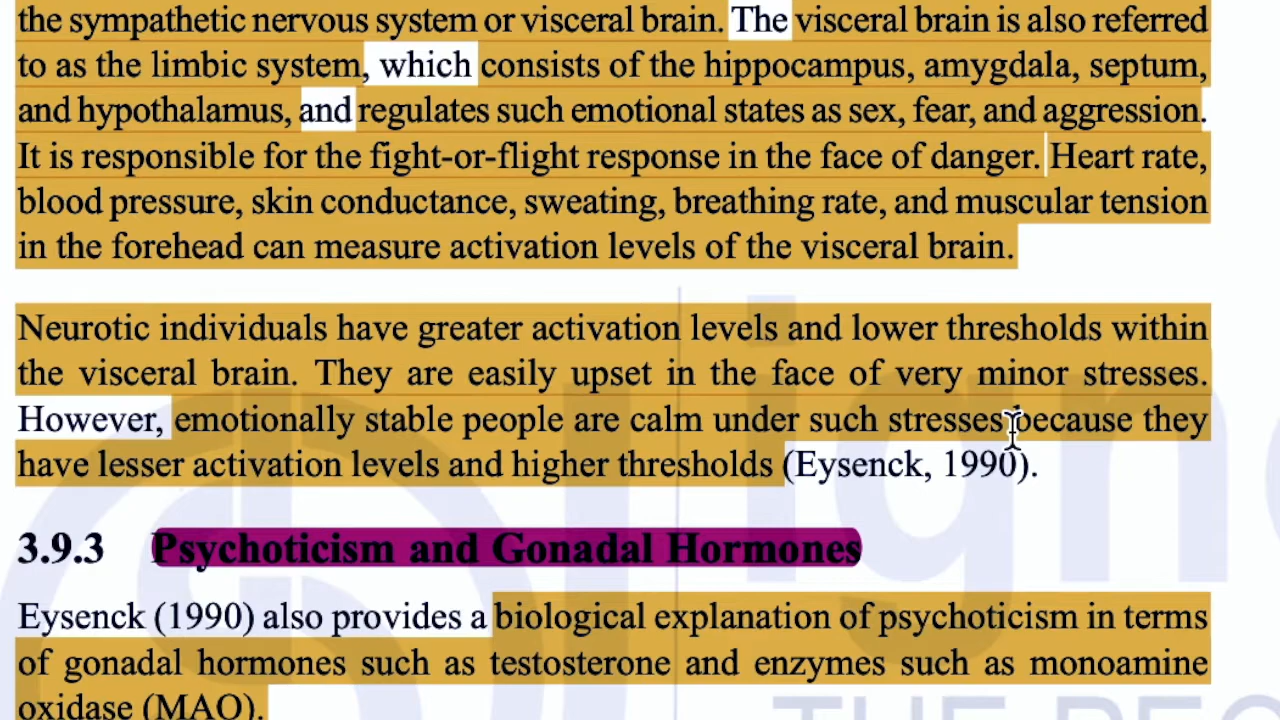 the sympathetic nervous system or visceral brain. The visceral brain is also referred
to as the limbic system, which consists of the hippocampus, amygdala, septum,
and hypothalamus, and regulates such emotional states as sex, fear, and aggression.
It is responsible for the fight-or-flight response in the face of danger. Heart rate,
blood pressure, skin conductance, sweating, breathing rate, and muscular tension
in the forehead can measure activation levels of the visceral brain.
Neurotic individuals have greater activation levels and lower thresholds within
the visceral brain. They are easily upset in the face of very minor stresses.
However, emotionally stable people are calm under such stresses because they
have lesser activation levels and higher thresholds (Eysenck, 1990).
3.9.3 Psychoticism and Gonadal Hormones
Eysenck (1990) also provides a biological explanation of psychoticism in terms
of gonadal hormones such as testosterone and enzymes such as monoamine
oxidase (MAO).